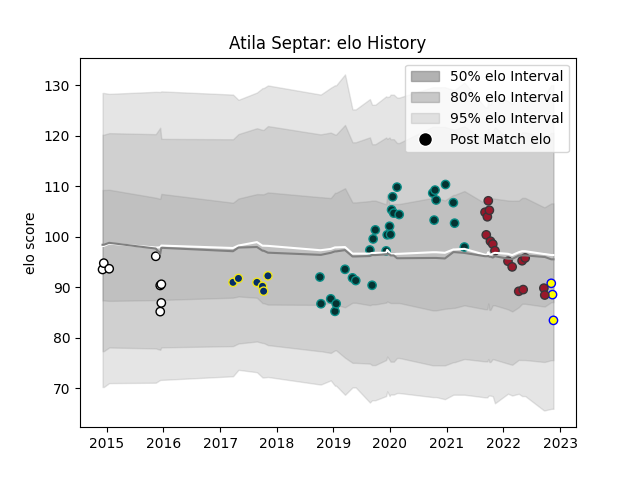 Atila Septar: elo History
50% elo Interval
80% elo Interval
95% elo Interval
Post Match elo
elo score
130
120
110
100
90
80
70
2015 2016 2017 2018 2019 2020 2021 2022 2023